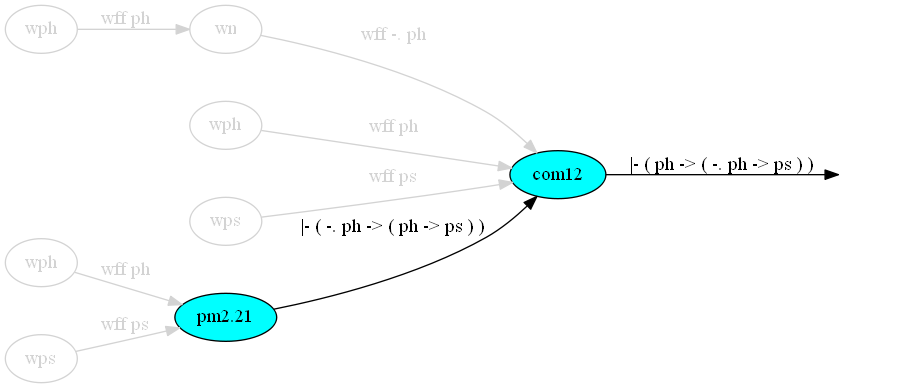 wph
wff ph
wn
wff -. ph
wph
wff ph
wff ps
wps
com12
|- ( ph -> ( -. ph -> ps ) )
|- ( -. ph -> ( ph -> ps ) )
wph
wff ph
pm2.21
wff ps
wps